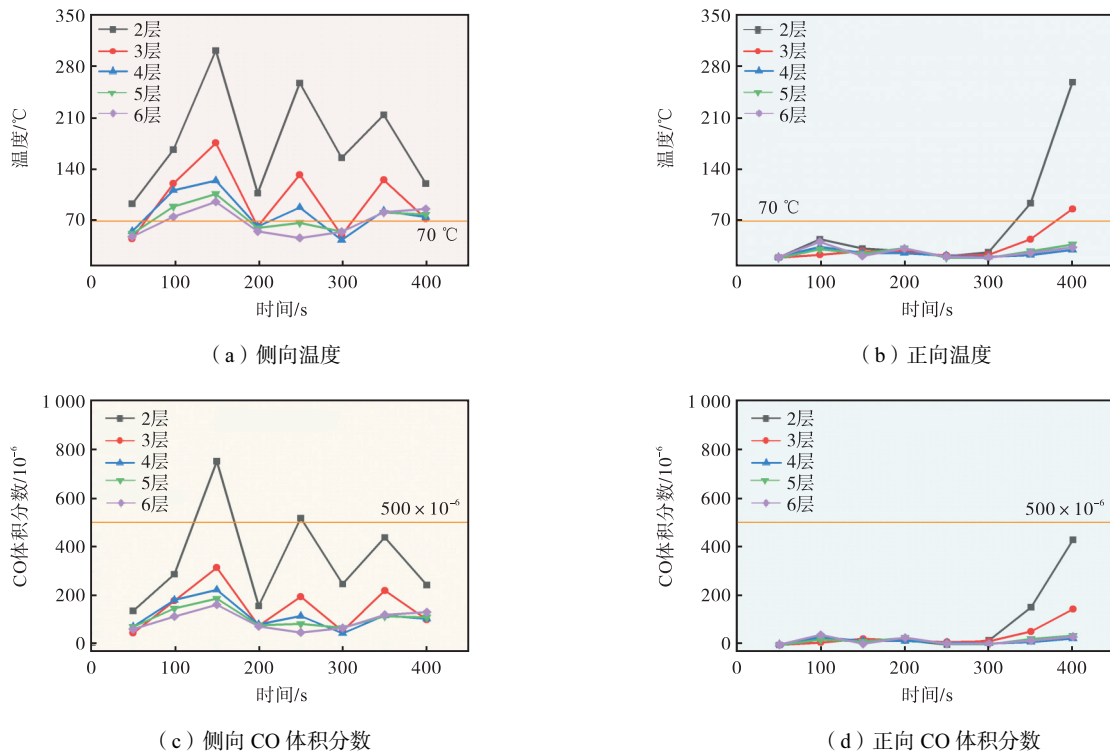 350
280
210
140
70
0
100
200
300
400
温度/℃
时间/s
2层
3层
4层
5层
6层
70 ℃
(a)侧向温度
350
280
210
140
70
0
100
200
300
400
温度/℃
时间/s
2层
3层
4层
5层
6层
70 ℃
(b)正向温度
1 000
800
600
400
200
0
0
100
200
300
400
CO体积分数/10⁻⁶
时间/s
2层
3层
4层
5层
6层
500 × 10⁻⁶
(c)侧向 CO 体积分数
1 000
800
600
400
200
0
0
100
200
300
400
CO体积分数/10⁻⁶
时间/s
2层
3层
4层
5层
6层
500 × 10⁻⁶
(d)正向 CO 体积分数